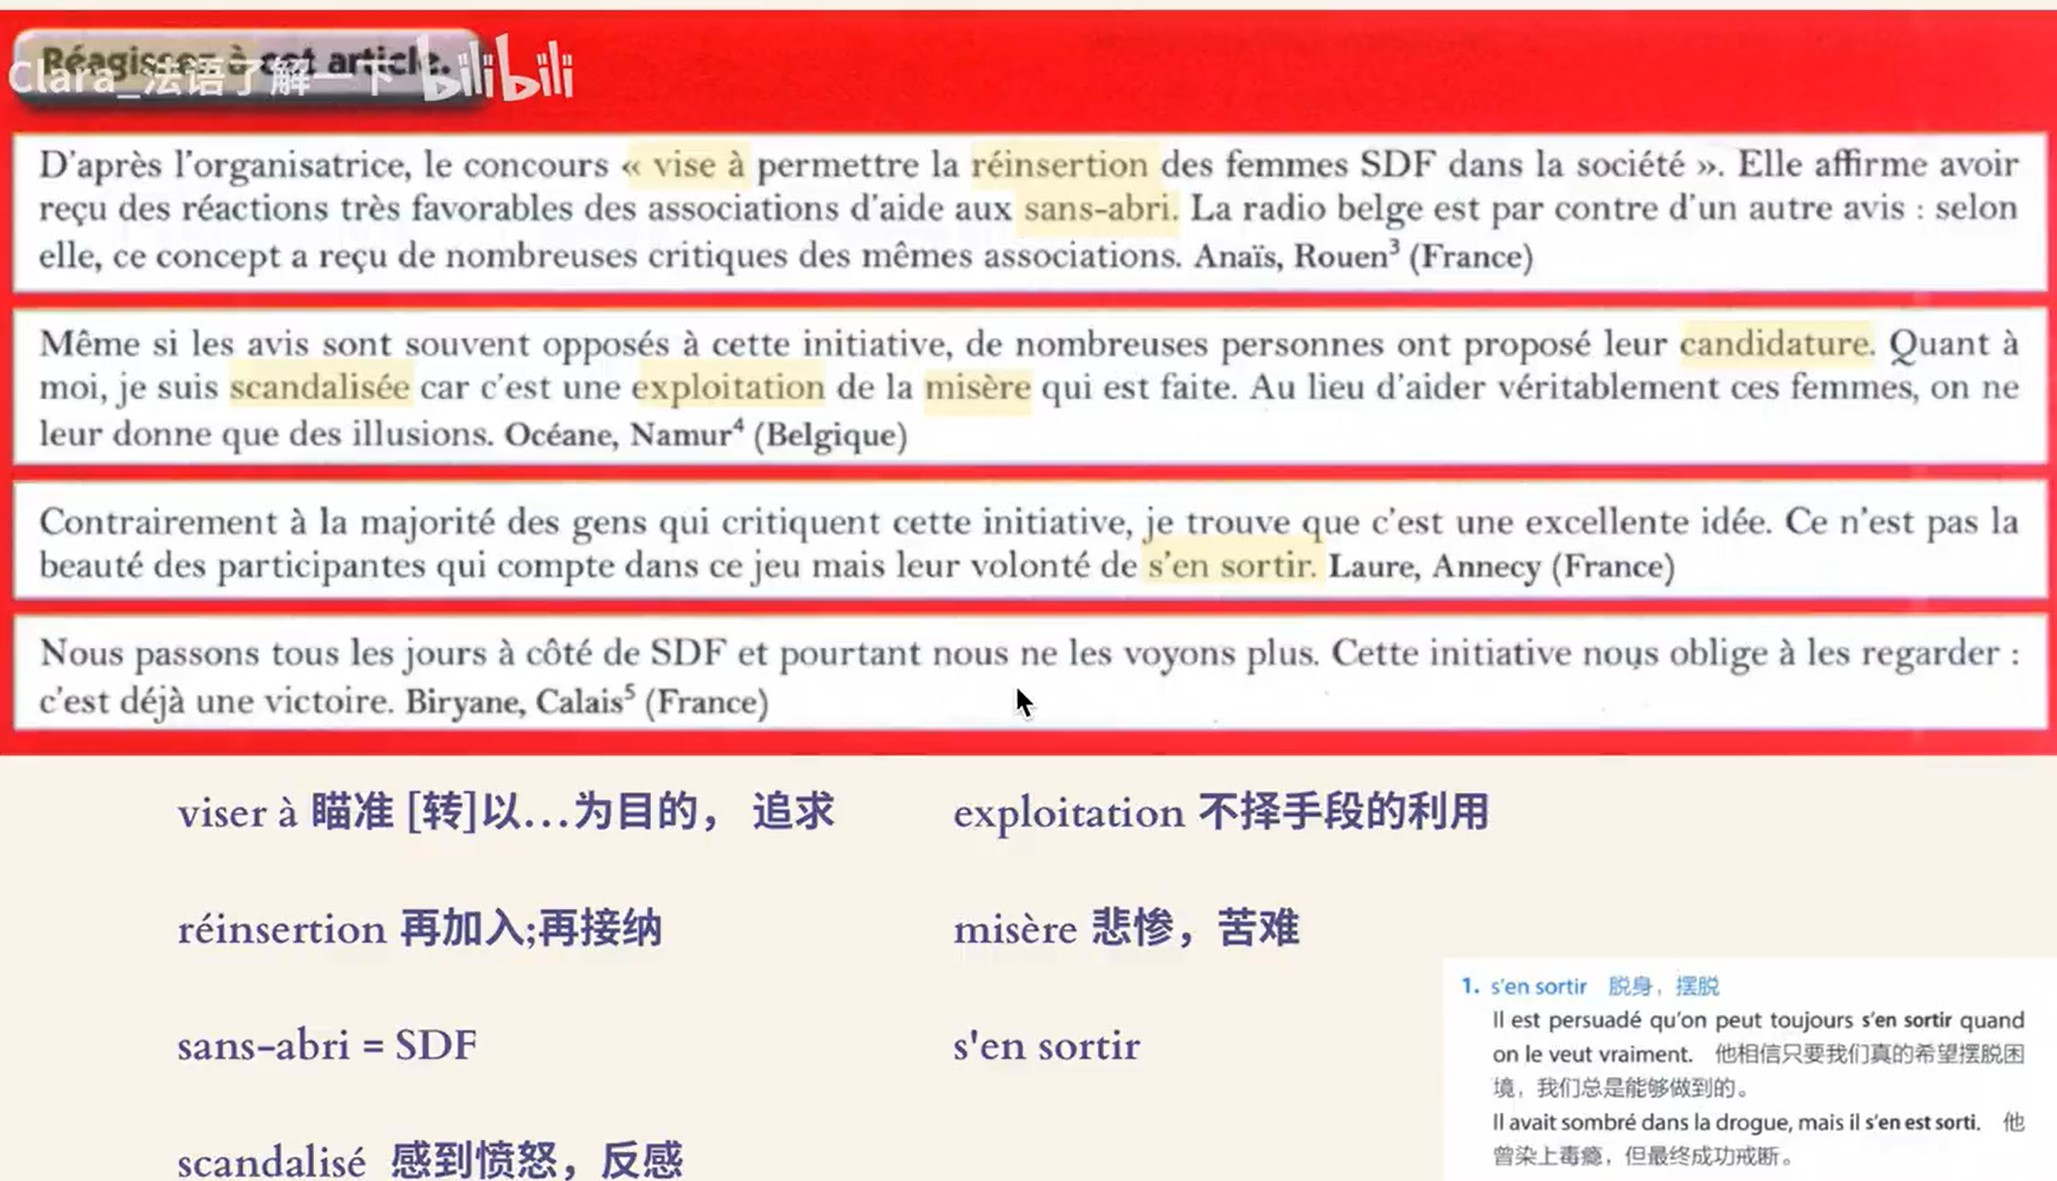 Réagissez à cet article.
Clara_法语了解一下 bilibili
D'après l'organisatrice, le concours « vise à permettre la réinsertion des femmes SDF dans la société ». Elle affirme avoir
reçu des réactions très favorables des associations d'aide aux sans-abri. La radio belge est par contre d'un autre avis : selon
elle, ce concept a reçu de nombreuses critiques des mêmes associations. Anaïs, Rouen³ (France)
Même si les avis sont souvent opposés à cette initiative, de nombreuses personnes ont proposé leur candidature. Quant à
moi, je suis scandalisée car c'est une exploitation de la misère qui est faite. Au lieu d'aider véritablement ces femmes, on ne
leur donne que des illusions. Océane, Namur⁴ (Belgique)
Contrairement à la majorité des gens qui critiquent cette initiative, je trouve que c'est une excellente idée. Ce n'est pas la
beauté des participantes qui compte dans ce jeu mais leur volonté de s'en sortir. Laure, Annecy (France)
Nous passons tous les jours à côté de SDF et pourtant nous ne les voyons plus. Cette initiative nous oblige à les regarder :
c'est déjà une victoire. Biryane, Calais⁵ (France)
viser à 瞄准 [转]以...为目的， 追求
réinsertion 再加入;再接纳
sans-abri = SDF
scandalisé 感到愤怒，反感
exploitation 不择手段的利用
misère 悲惨，苦难
s'en sortir
1. s'en sortir 脱身，摆脱
Il est persuadé qu'on peut toujours s'en sortir quand
on le veut vraiment. 他相信只要我们真的希望摆脱困
境，我们总是能够做到的。
Il avait sombré dans la drogue, mais il s'en est sorti. 他
曾染上毒瘾，但最终成功戒断。